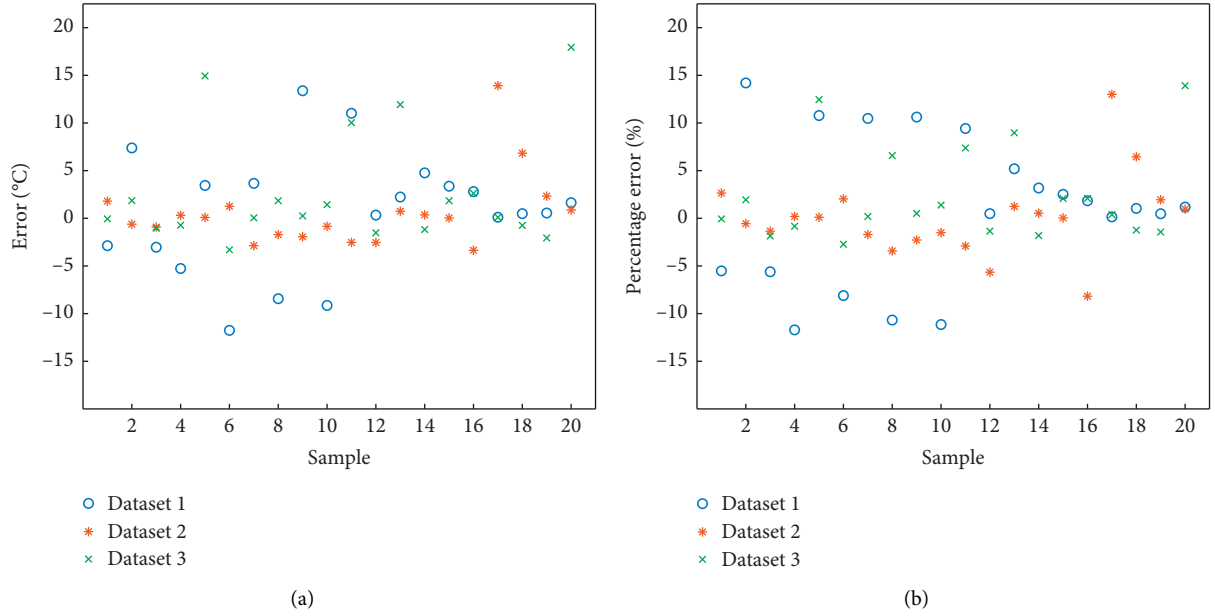 20
15
10
5
0
−5
−10
−15
Error (°C)
2 4 6 8 10 12 14 16 18 20
Sample
Dataset 1
Dataset 2
Dataset 3
(a)
20
15
10
5
0
−5
−10
−15
Percentage error (%)
2 4 6 8 10 12 14 16 18 20
Sample
Dataset 1
Dataset 2
Dataset 3
(b)